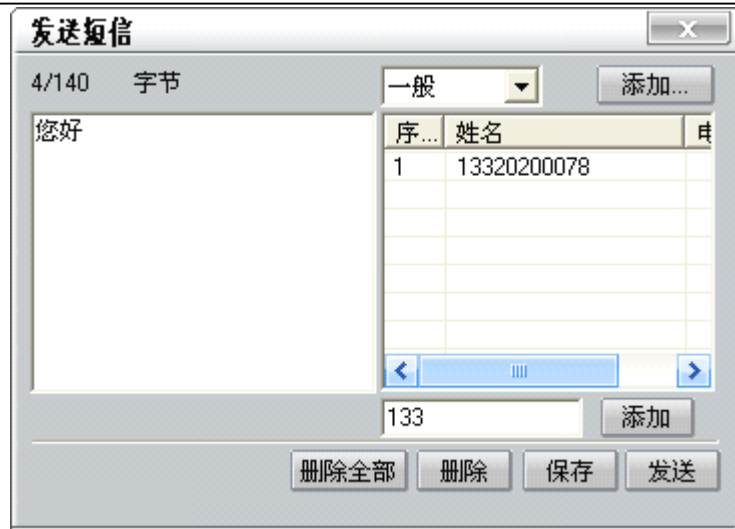 发送短信
4/140 字节 一般 添加...
您好
序... 姓名
1 13320200078
133 添加
删除全部 删除 保存 发送